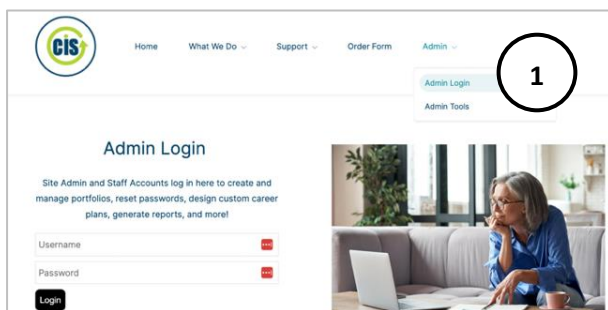 CIS
Home What We Do Support Order Form Admin
Admin Login
Admin Tools
1
Admin Login
Site Admin and Staff Accounts log in here to create and
manage portfolios, reset passwords, design custom career
plans, generate reports, and more!
Username
Password
Login